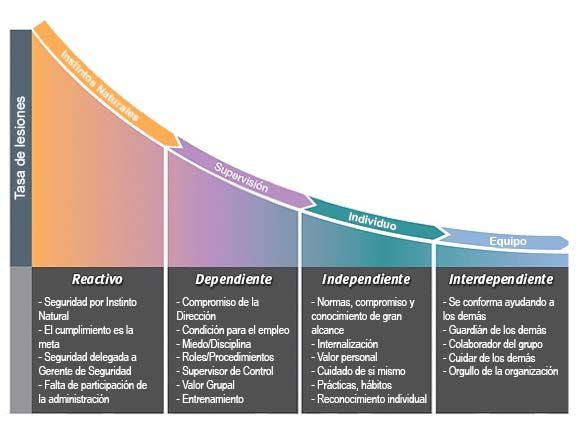 Tasa de lesiones
Instintos Naturales
Supervisión
Individuo
Equipo
Reactivo
- Seguridad por Instinto
Natural
- El cumplimiento es la
meta
- Seguridad delegada a
Gerente de Seguridad
- Falta de participación de
la administración
Dependiente
- Compromiso de la
Dirección
- Condición para el empleo
- Miedo/Disciplina
- Roles/Procedimientos
- Supervisor de Control
- Valor Grupal
- Entrenamiento
Independiente
- Normas, compromiso y
conocimiento de gran
alcance
- Internalización
- Valor personal
- Cuidado de si mismo
- Prácticas, hábitos
- Reconocimiento individual
Interdependiente
- Se conforma ayudando a
los demás
- Guardián de los demás
- Colaborador del grupo
- Cuidar de los demás
- Orgullo de la organización